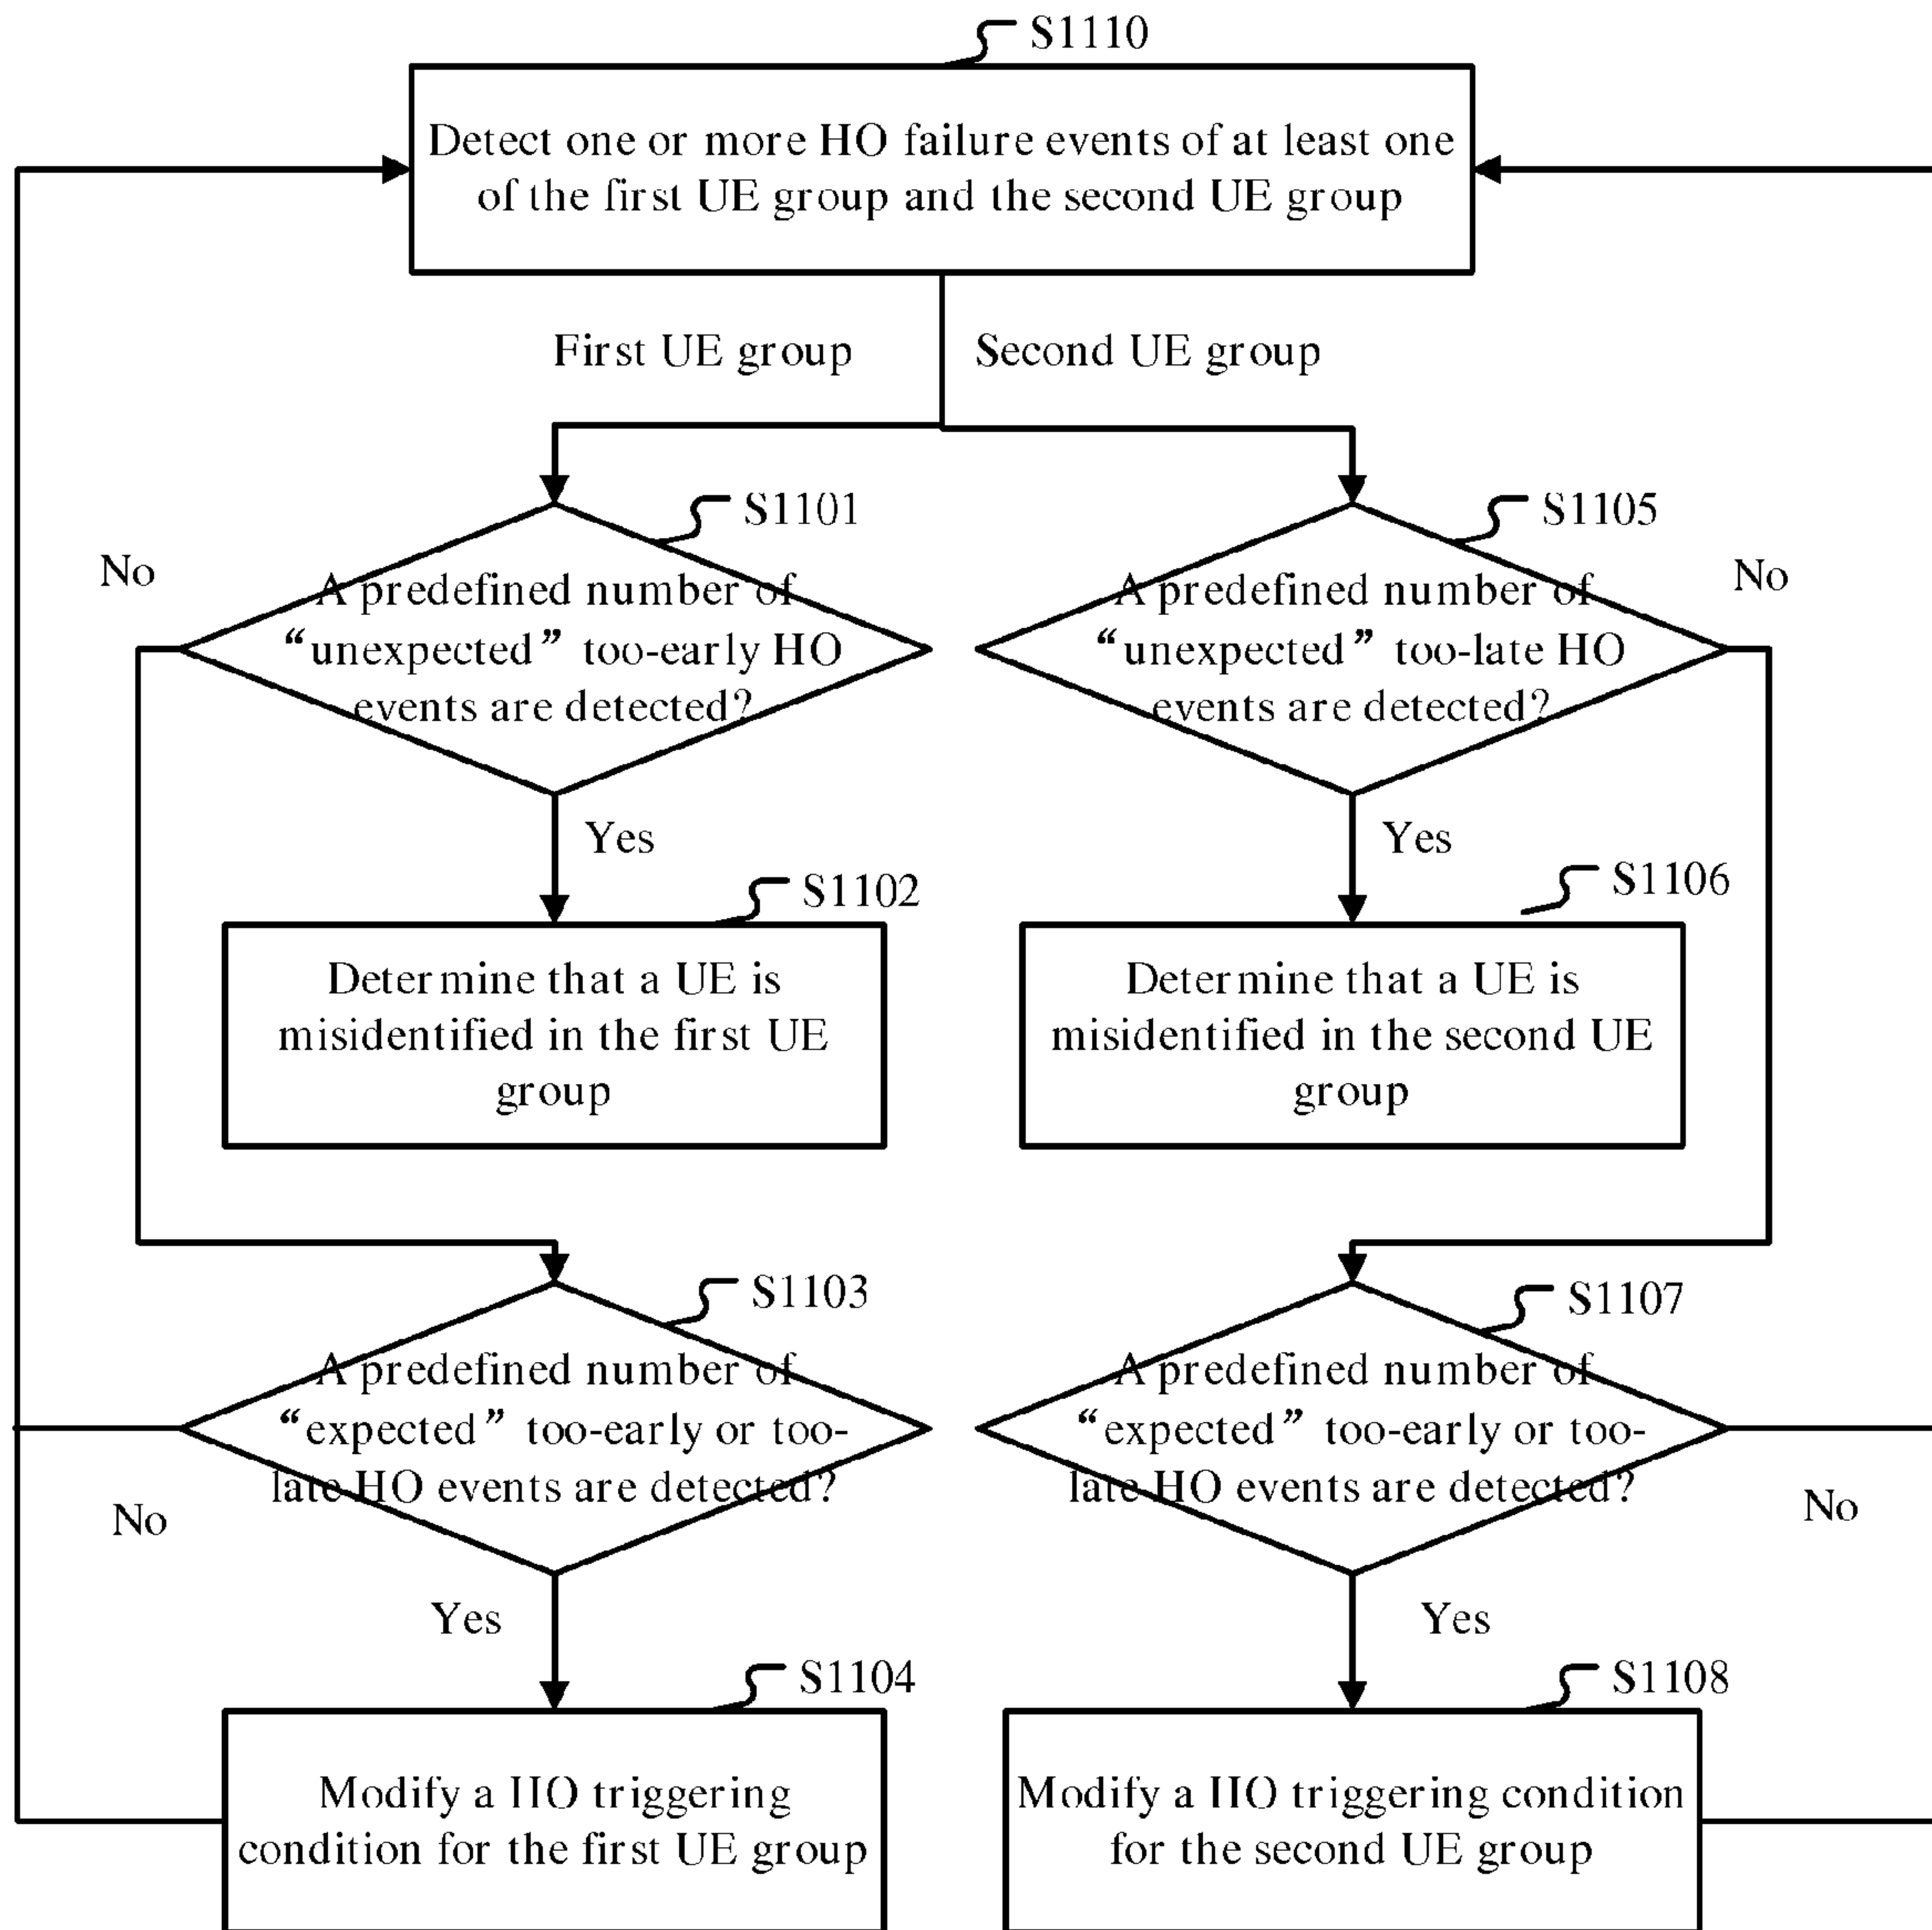 S1110
Detect one or more HO failure events of at least one
of the first UE group and the second UE group
First UE group
Second UE group
S1101
S1105
No
No
A predefined number of
“unexpected” too-early HO
events are detected?
A predefined number of
“unexpected” too-late HO
events are detected?
Yes
Yes
S1102
S1106
Determine that a UE is
misidentified in the first UE
group
Determine that a UE is
misidentified in the second UE
group
S1103
S1107
A predefined number of
“expected” too-early or too-
late HO events are detected?
A predefined number of
“expected” too-early or too-
late HO events are detected?
No
No
Yes
Yes
S1104
S1108
Modify a HO triggering
condition for the first UE group
Modify a HO triggering condition
for the second UE group